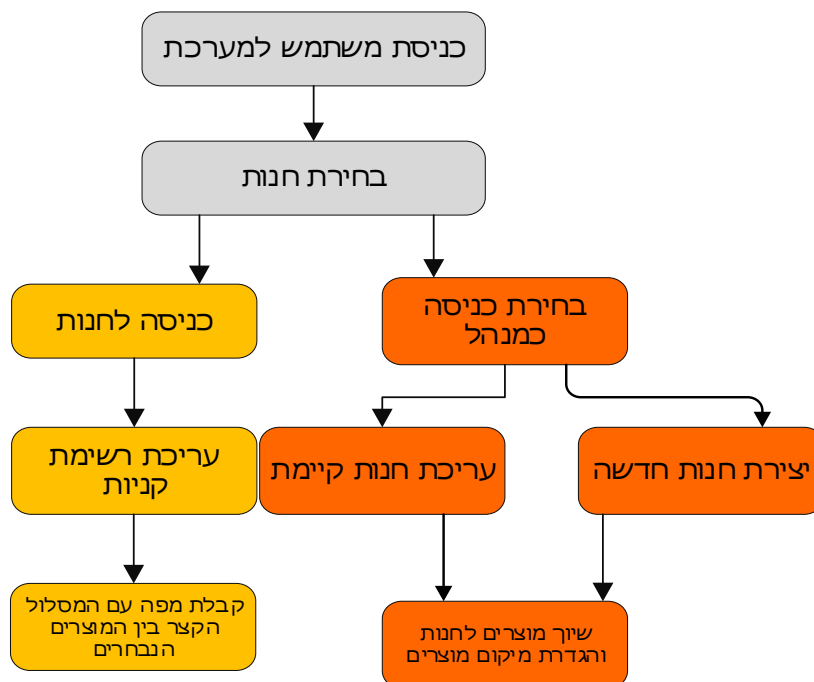 כניסת משתמש למערכת
בחירת חנות
בחירת כניסה
כמנהל
כניסה לחנות
יצירת חנות חדשה
עריכת חנות קיימת
עריכת רשימת
קניות
שיוך מוצרים לחנות
והגדרת מיקום מוצרים
קבלת מפה עם המסלול
הקצר בין המוצרים
הנבחרים